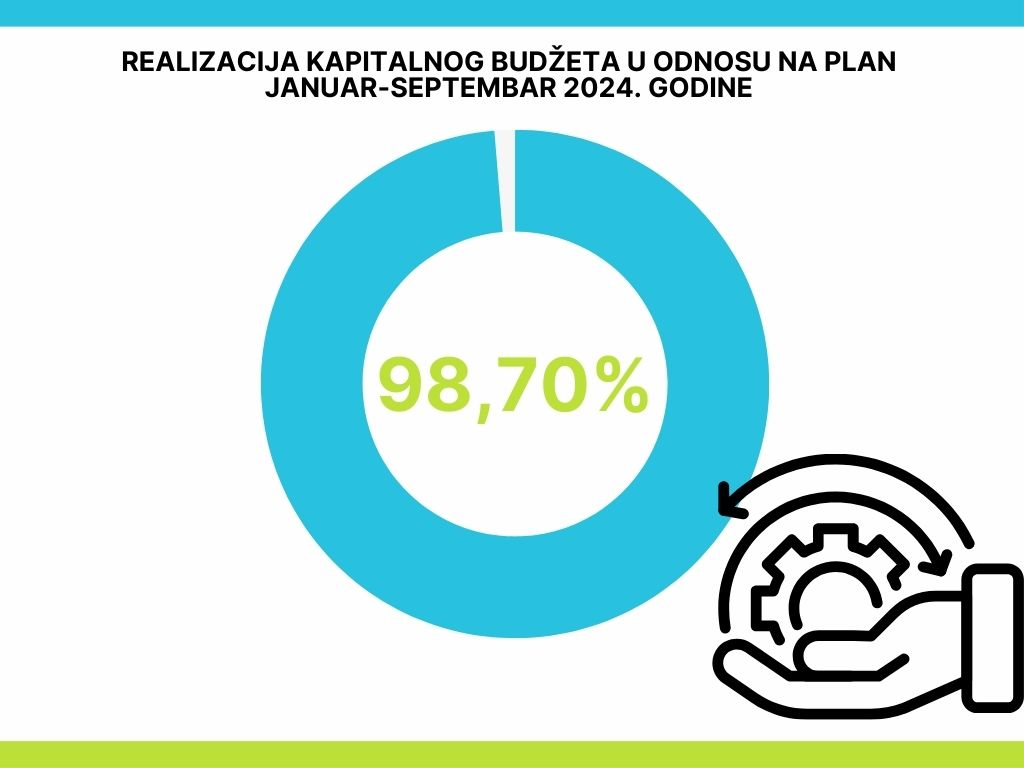 REALIZACIJA KAPITALNOG BUDŽETA U ODNOSU NA PLAN
JANUAR-SEPTEMBAR 2024. GODINE
98,70%